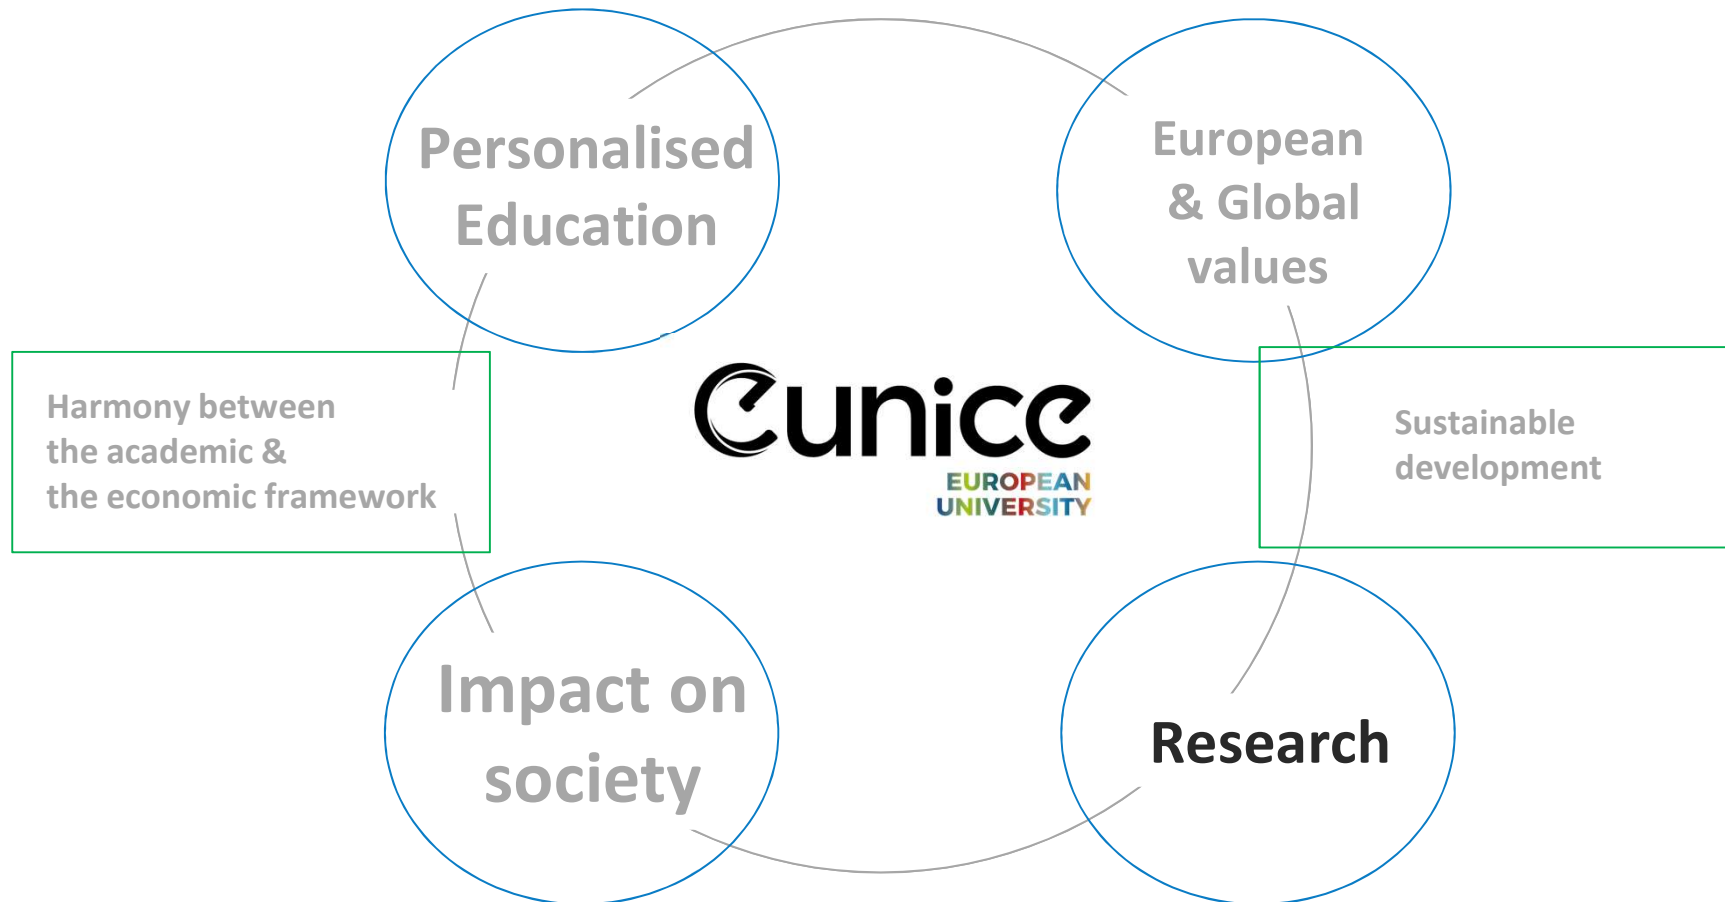 Personalised
Education
European
& Global
values
Harmony between
the academic &
the economic framework
eunice
EUROPEAN
UNIVERSITY
Sustainable
development
Impact on
society
Research